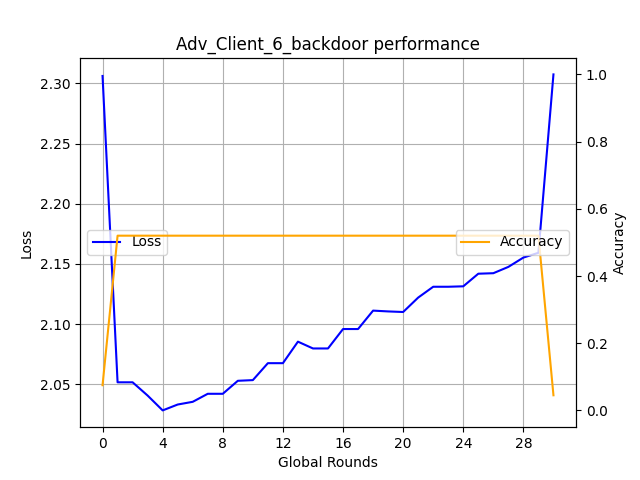 Adv_Client_6_backdoor performance
Loss
2.30
2.25
2.20
2.15
2.10
2.05
1.0
0.8
0.6
0.4
0.2
0.0
Accuracy
Loss
Accuracy
0 4 8 12 16 20 24 28
Global Rounds